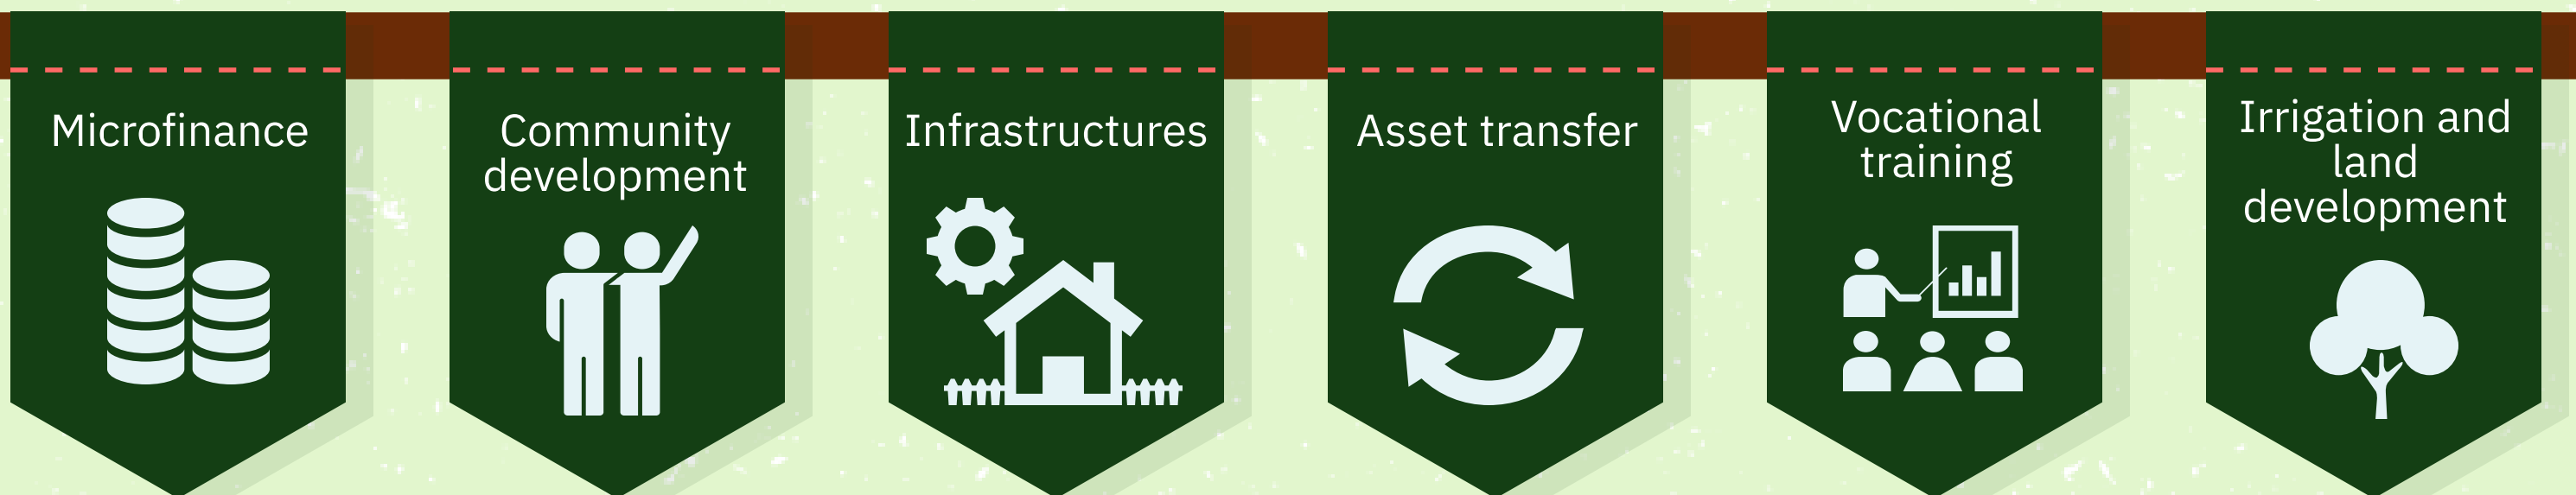 Microfinance
Community
development
Infrastructures
Asset transfer
Vocational
training
Irrigation and
land
development